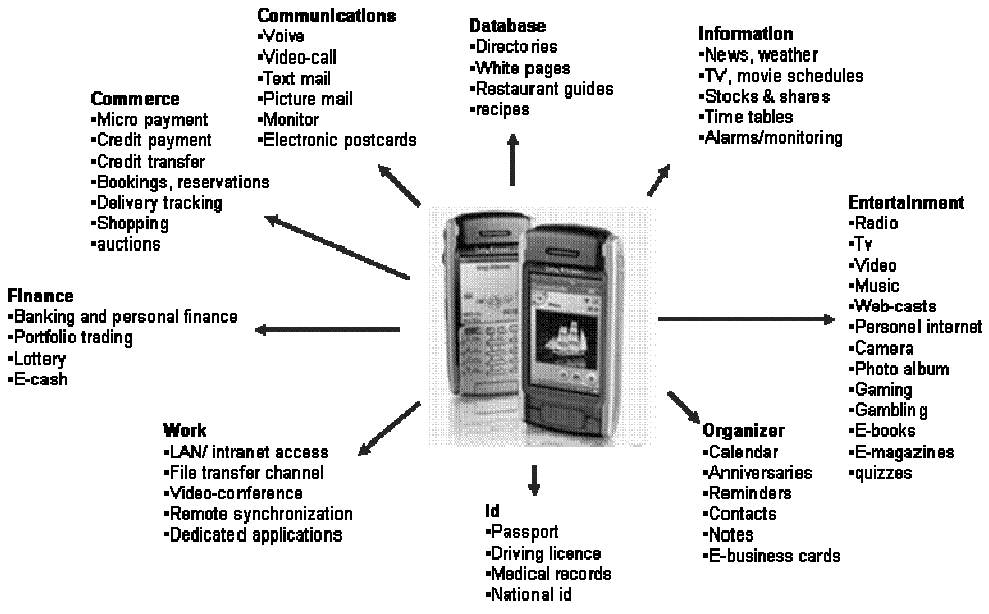 Communications
▪Voive
▪Video-call
▪Text mail
▪Picture mail
▪Monitor
▪Electronic postcards
Database
▪Directories
▪White pages
▪Restaurant guides
▪recipes
Information
▪News, weather
▪TV, movie schedules
▪Stocks & shares
▪Time tables
▪Alarms/monitoring
Commerce
▪Micro payment
▪Credit payment
▪Credit transfer
▪Bookings, reservations
▪Delivery tracking
▪Shopping
▪auctions
Entertainment
▪Radio
▪Tv
▪Video
▪Music
▪Web-casts
▪Personal internet
▪Camera
▪Photo album
▪Gaming
▪Gambling
▪E-books
▪E-magazines
▪quizzes
Finance
▪Banking and personal finance
▪Portfolio trading
▪Lottery
▪E-cash
Work
▪LAN/ intranet access
▪File transfer channel
▪Video-conference
▪Remote synchronization
▪Dedicated applications
Id
▪Passport
▪Driving licence
▪Medical records
▪National id
Organizer
▪Calendar
▪Anniversaries
▪Reminders
▪Contacts
▪Notes
▪E-business cards